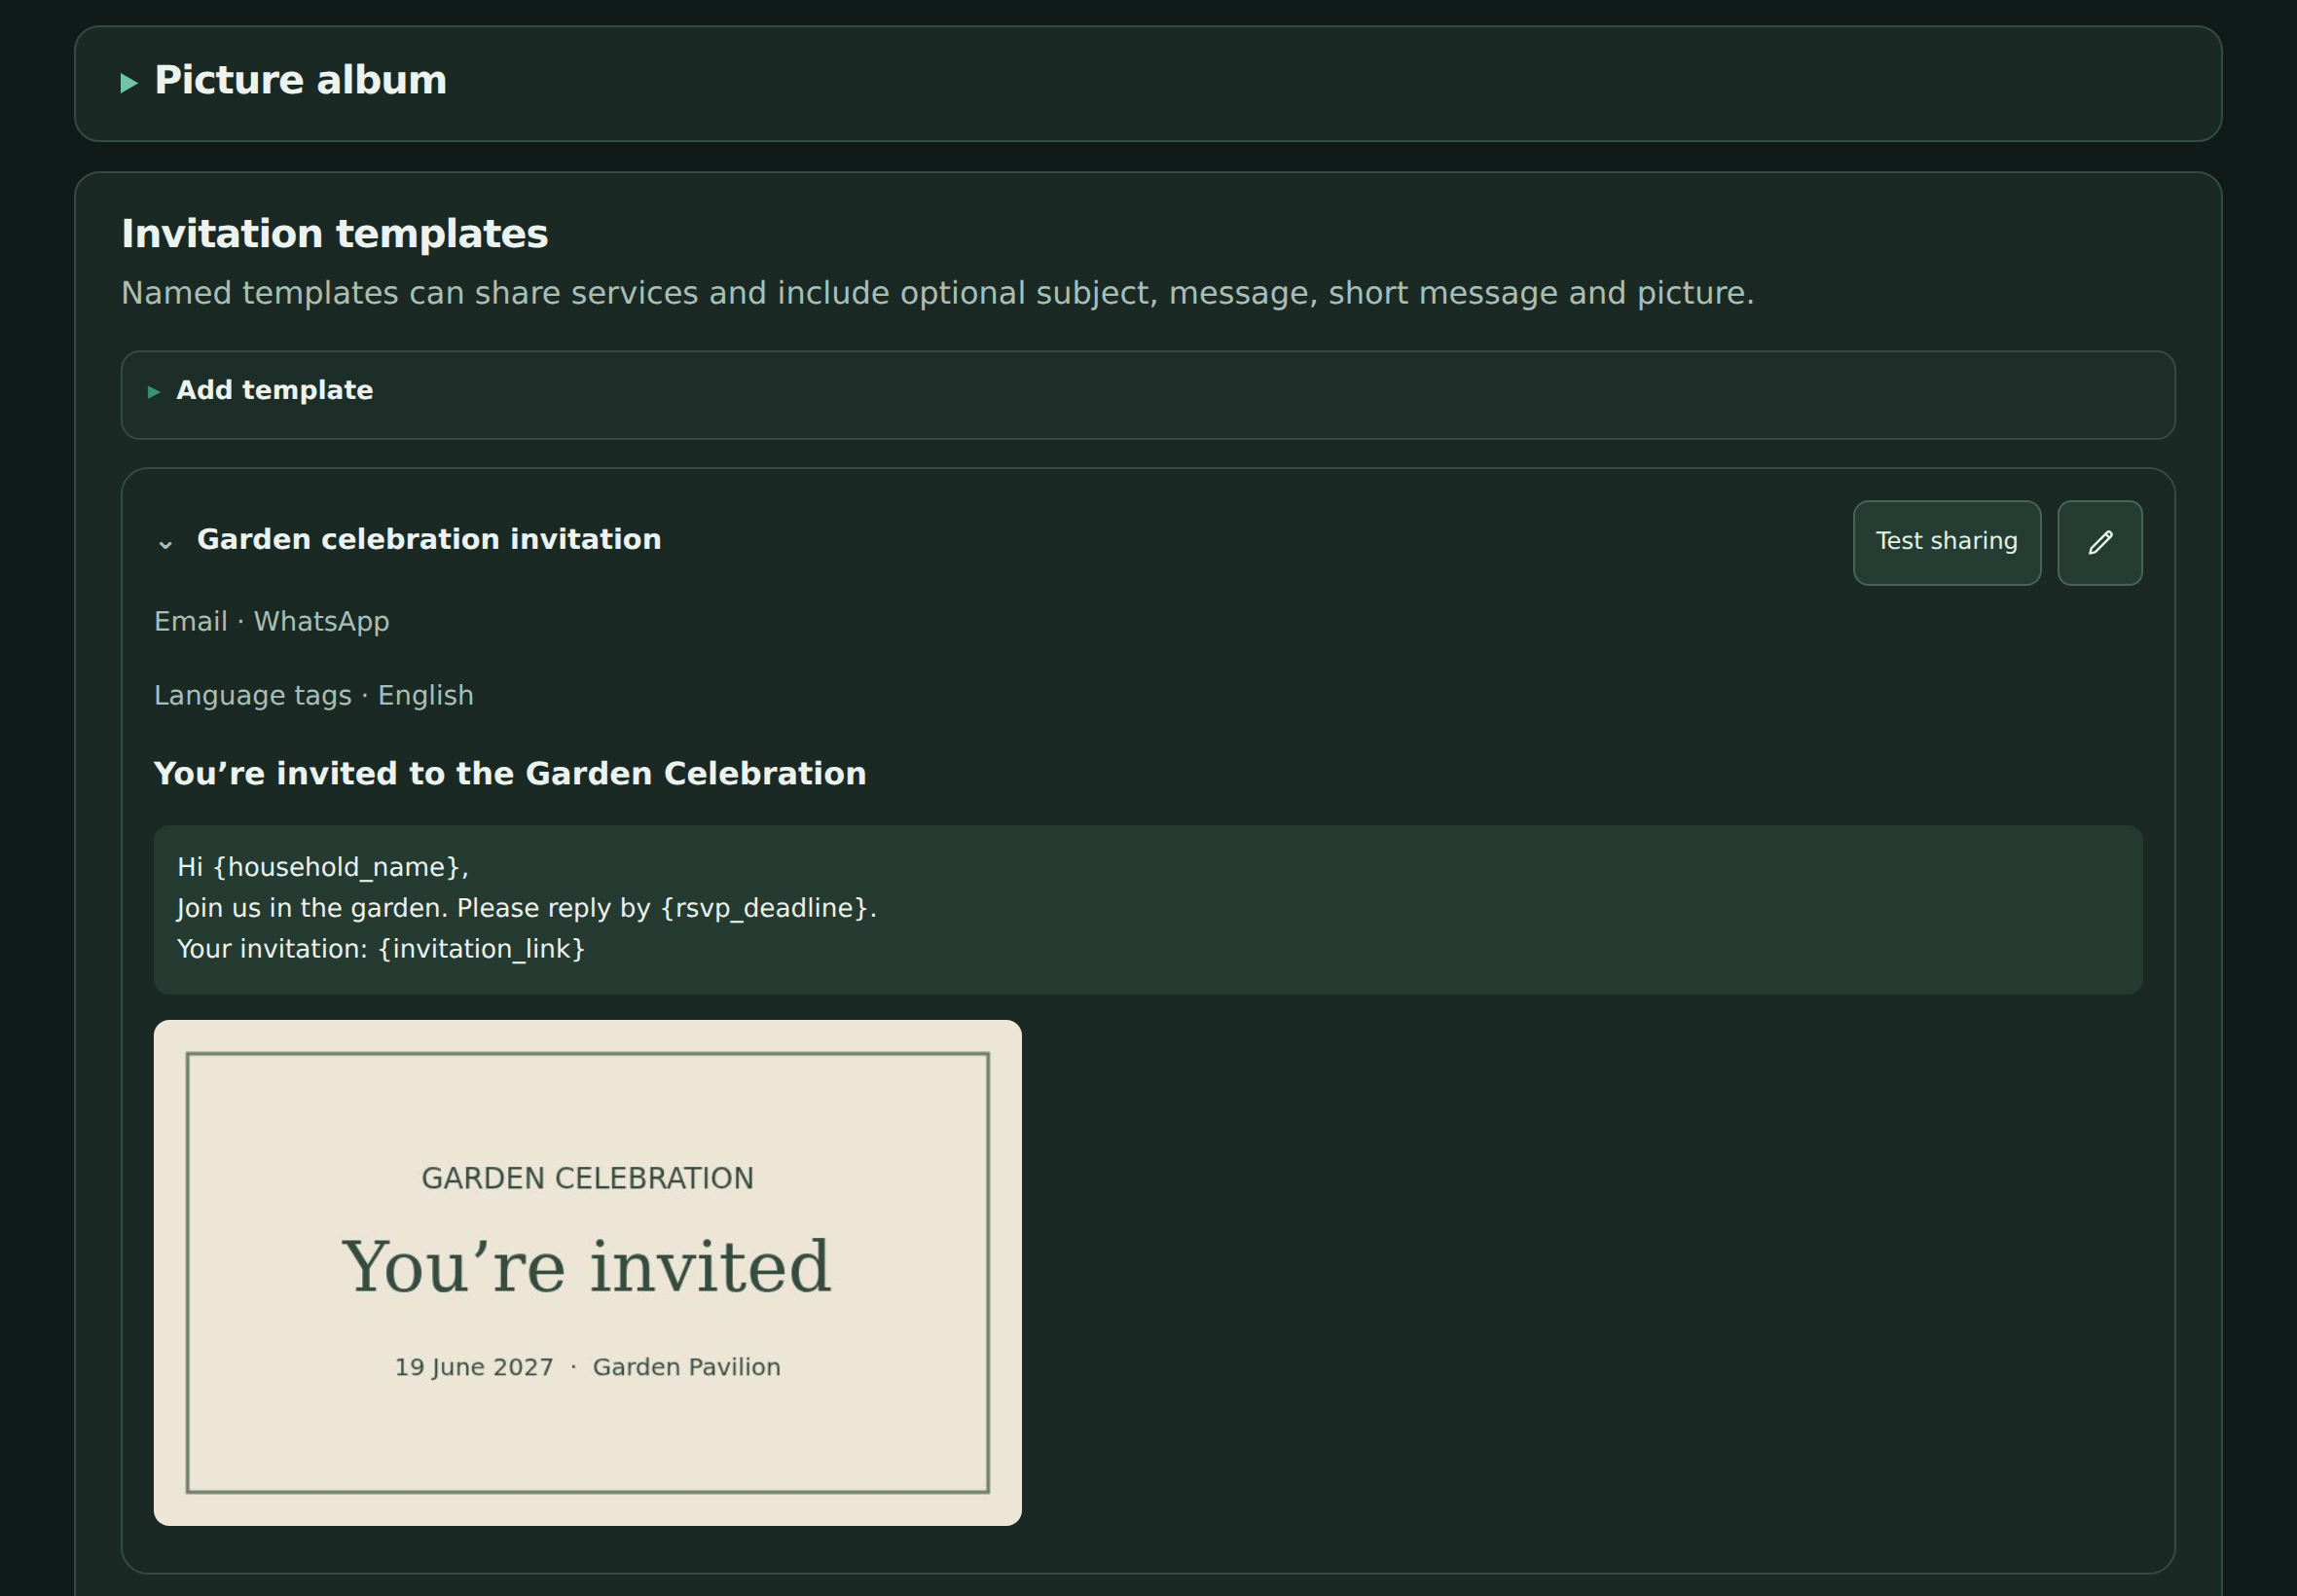 Picture album
Invitation templates
Named templates can share services and include optional subject, message, short message and picture.
Add template
Garden celebration invitation
Test sharing
Email · WhatsApp
Language tags · English
You’re invited to the Garden Celebration
Hi {household_name},
Join us in the garden. Please reply by {rsvp_deadline}.
Your invitation: {invitation_link}
GARDEN CELEBRATION
You’re invited
19 June 2027 · Garden Pavilion